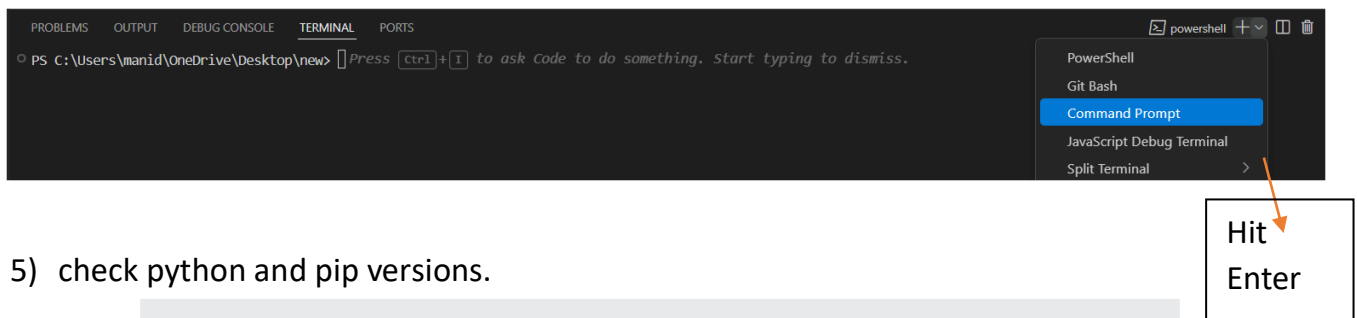 PROBLEMS OUTPUT DEBUG CONSOLE TERMINAL PORTS powershell
PS C:\Users\manid\OneDrive\Desktop\new> Press Ctrl+I to ask Code to do something. Start typing to dismiss.
PowerShell
Git Bash
Command Prompt
JavaScript Debug Terminal
Split Terminal >
Hit
Enter
5) check python and pip versions.